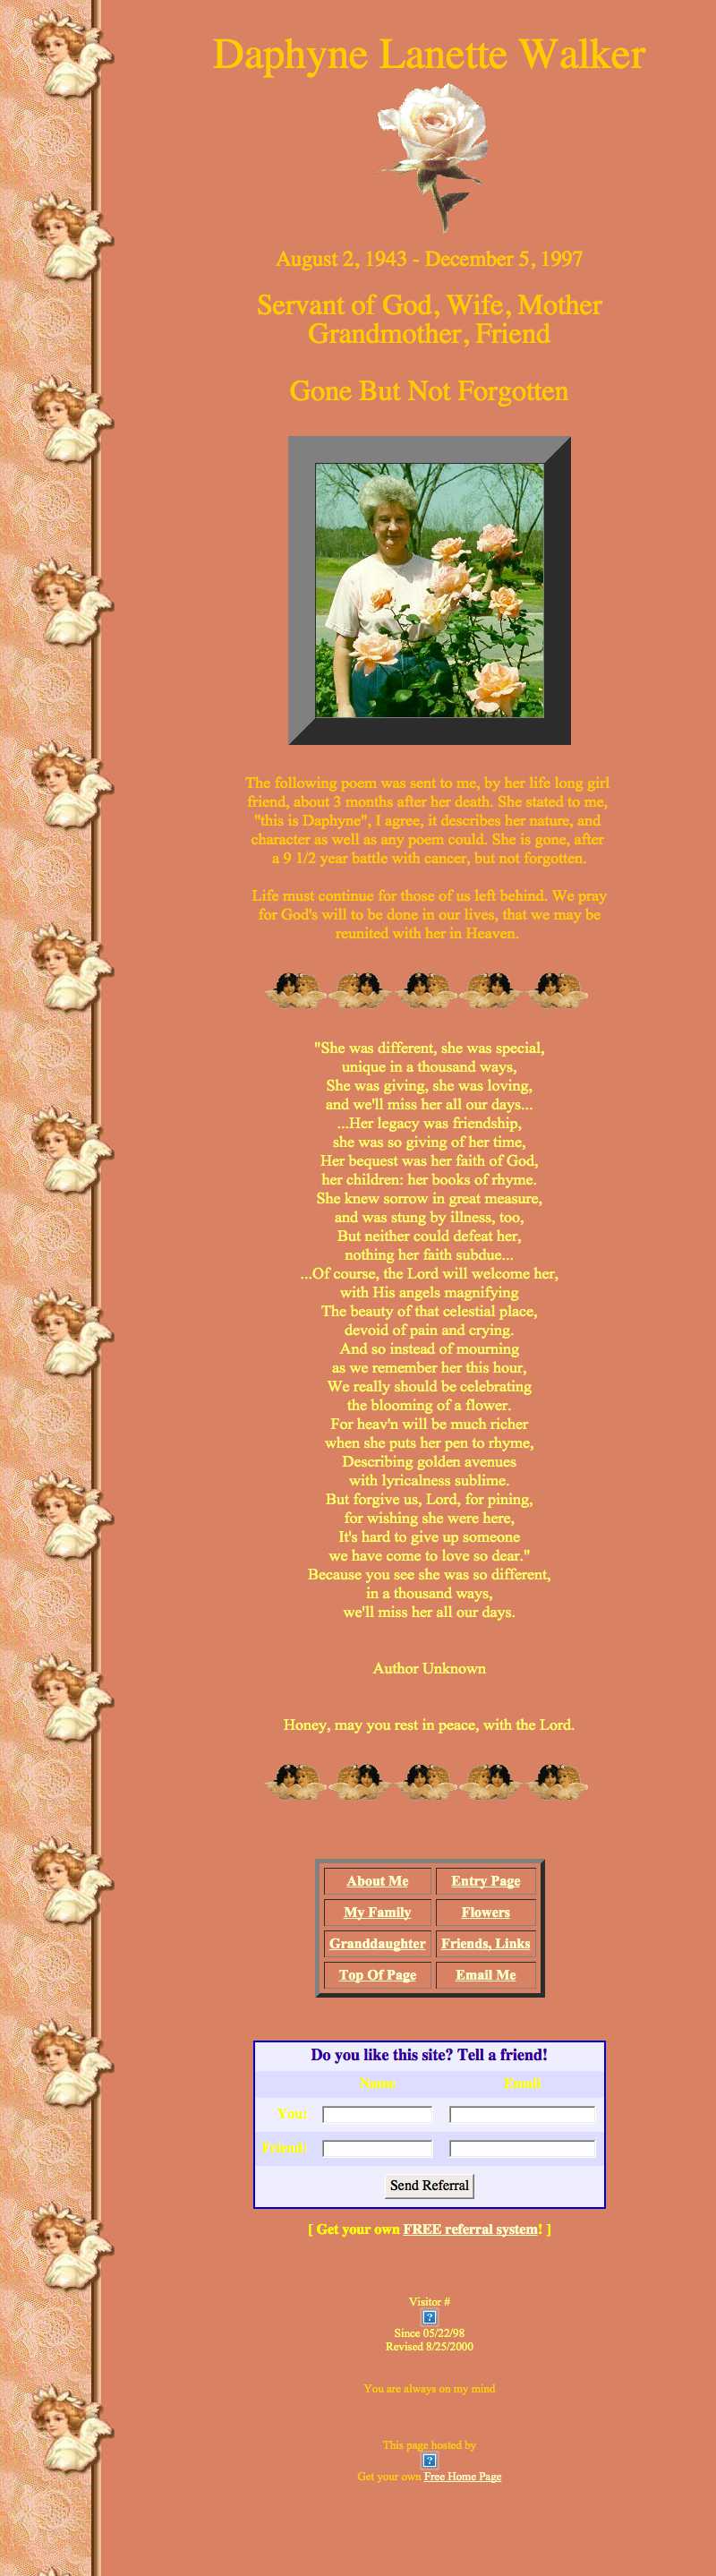 Daphyne Lanette Walker
August 2, 1943 - December 5, 1997
Servant of God, Wife, Mother
Grandmother, Friend
Gone But Not Forgotten
The following poem was sent to me, by her life long girl
friend, about 3 months after her death. She stated to me,
"this is Daphyne", I agree, it describes her nature, and
character as well as any poem could. She is gone, after
a 9 1/2 year battle with cancer, but not forgotten.
Life must continue for those of us left behind. We pray
for God's will to be done in our lives, that we may be
reunited with her in Heaven.
"She was different, she was special,
unique in a thousand ways,
She was giving, she was loving,
and we'll miss her all our days...
...Her legacy was friendship,
she was so giving of her time,
Her bequest was her faith of God,
her children: her books of rhyme.
She knew sorrow in great measure,
and was stung by illness, too,
But neither could defeat her,
nothing her faith subdue...
...Of course, the Lord will welcome her,
with His angels magnifying
The beauty of that celestial place,
devoid of pain and crying.
And so instead of mourning
as we remember her this hour,
We really should be celebrating
the blooming of a flower.
For heav'n will be much richer
when she puts her pen to rhyme,
Describing golden avenues
with lyricalness sublime.
But forgive us, Lord, for pining,
for wishing she were here,
It's hard to give up someone
we have come to love so dear."
Because you see she was so different,
in a thousand ways,
we'll miss her all our days.
Author Unknown
Honey, may you rest in peace, with the Lord.
About Me Entry Page
My Family Flowers
Granddaughter Friends, Links
Top Of Page Email Me
Do you like this site? Tell a friend!
Name Email
You:
Friend:
Send Referral
[ Get your own FREE referral system! ]
Visitor #
Since 05/22/98
Revised 8/25/2000
You are always on my mind
This page hosted by
Get your own Free Home Page